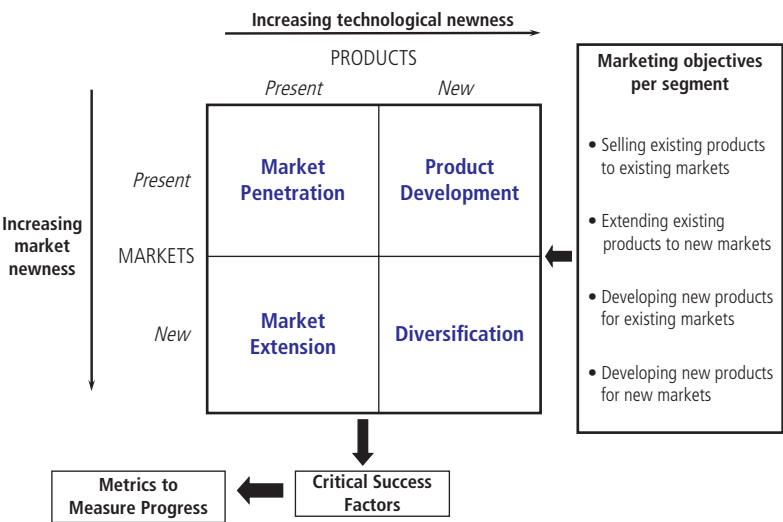 Increasing technological newness
PRODUCTS
Present
New
Increasing
market
newness
Present
MARKETS
New
Market
Penetration
Product
Development
Market
Extension
Diversification
Marketing objectives
per segment
• Selling existing products
to existing markets
• Extending existing
products to new markets
• Developing new products
for existing markets
• Developing new products
for new markets
Metrics to
Measure Progress
Critical Success
Factors